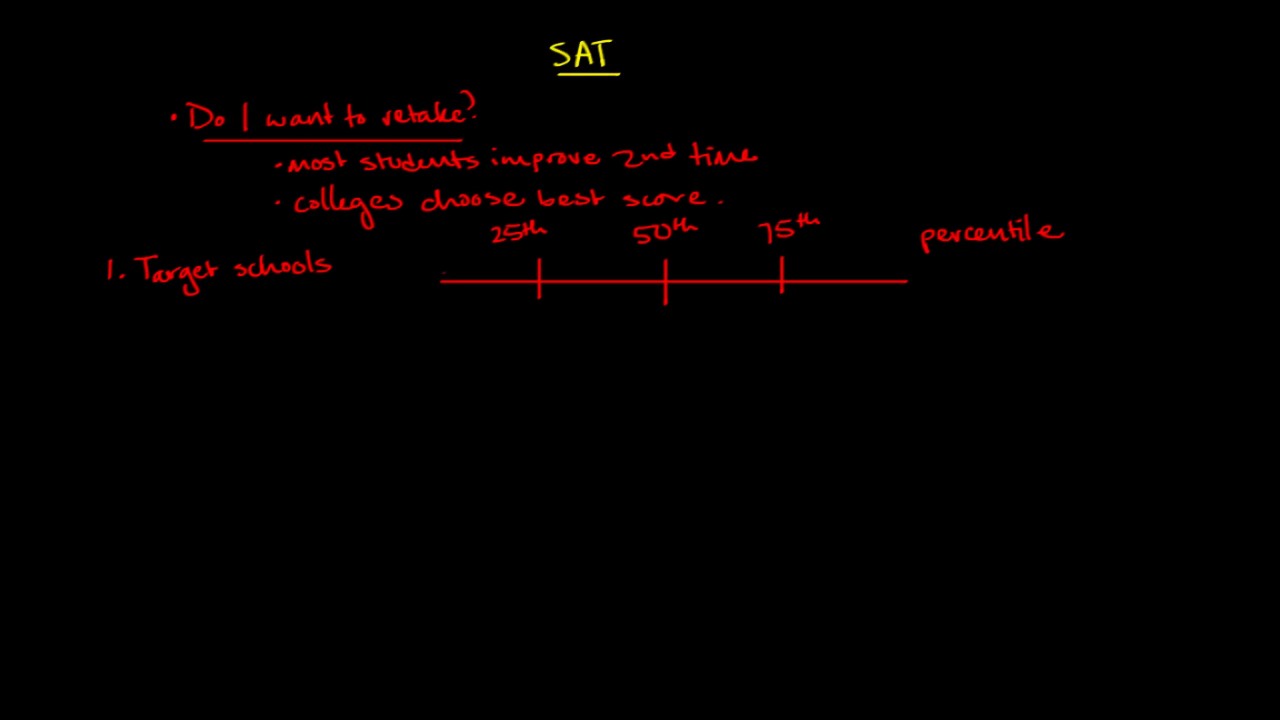 SAT
• Do I want to retake?
• most students improve 2nd time
• colleges choose best score.
25th 50th 75th percentile
1. Target schools